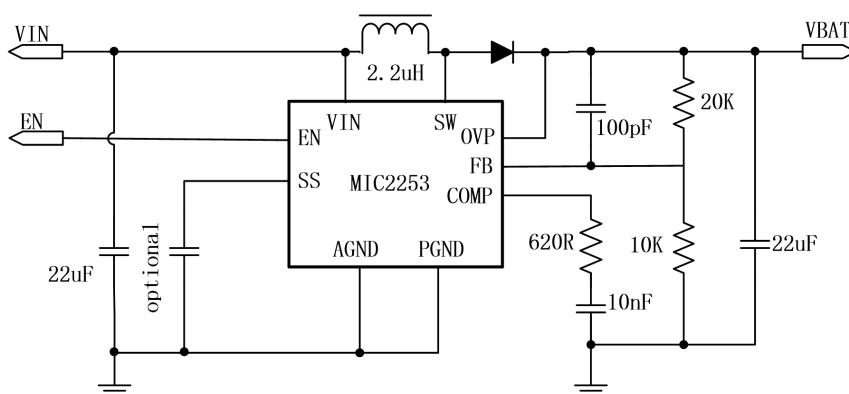 VIN
VBAT
2.2uH
20K
EN
VIN
SW
100pF
EN
OVP
FB
SS
MIC2253
COMP
620R
10K
22uF
optional
AGND
PGND
22uF
10nF